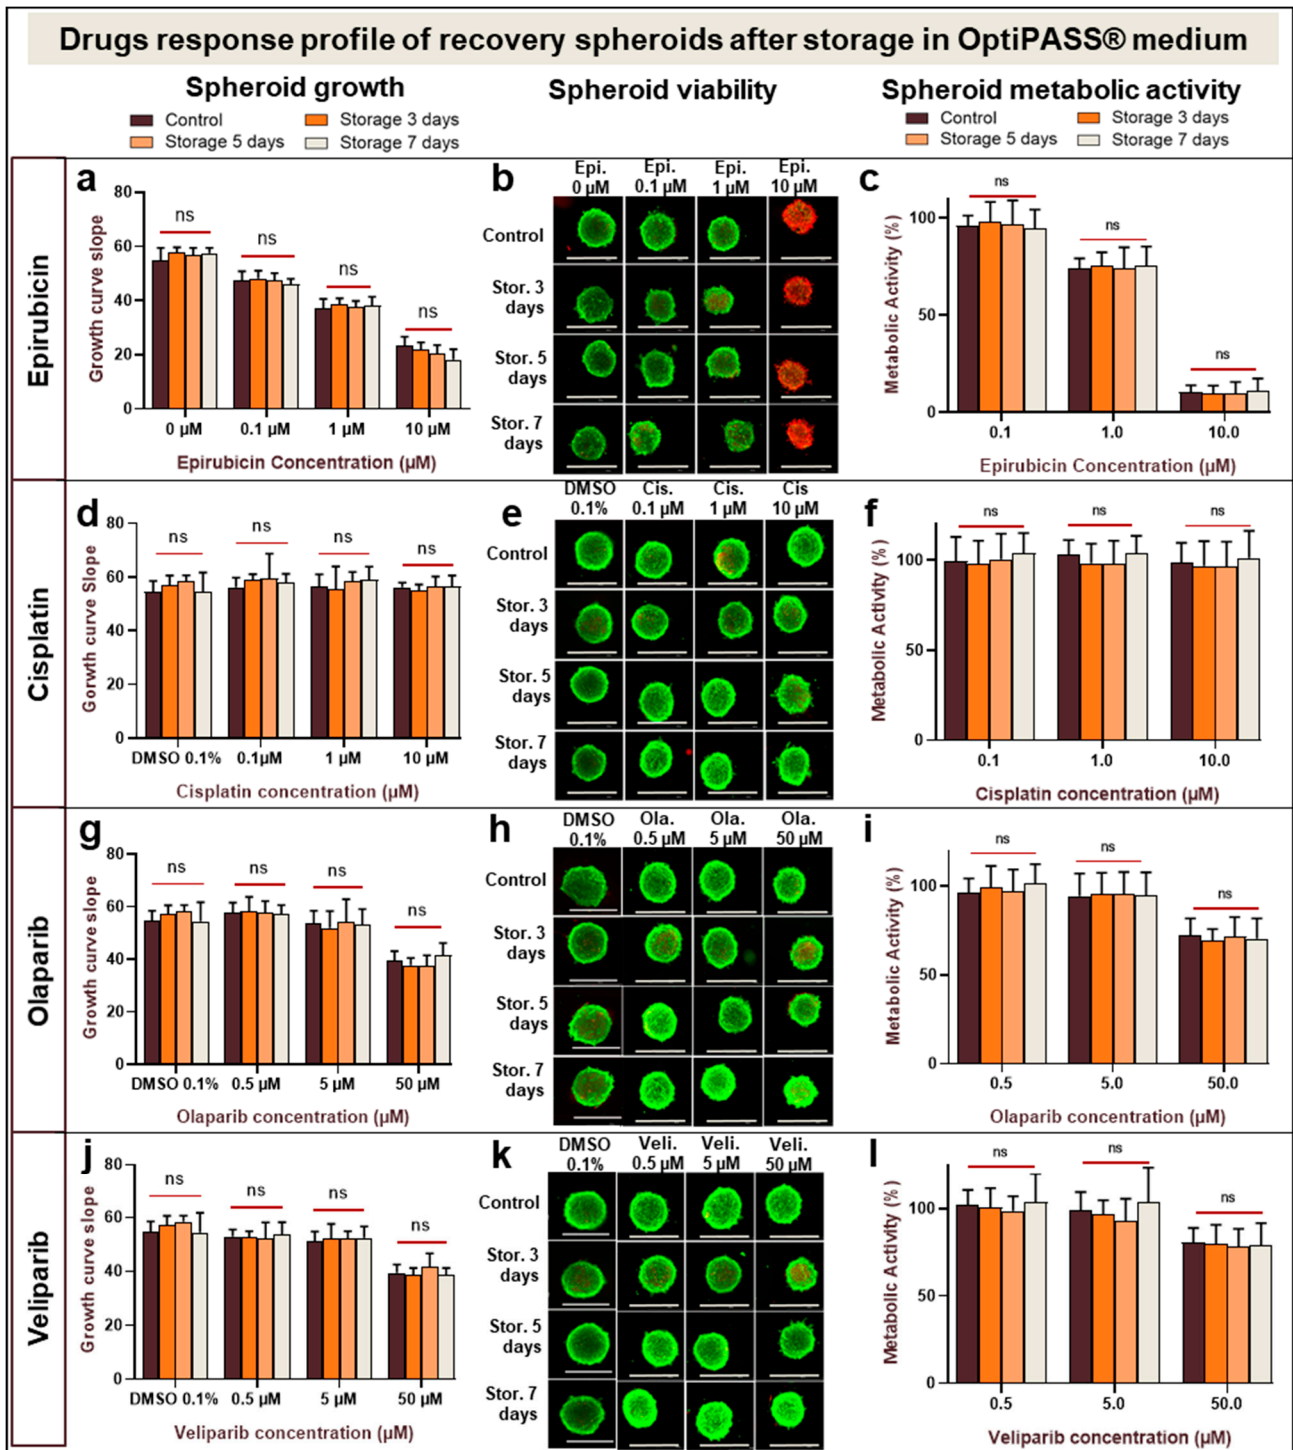 Drugs response profile of recovery spheroids after storage in OptiPASS® medium
Spheroid growth
Control
Storage 3 days
Storage 5 days
Storage 7 days
Spheroid viability
Spheroid metabolic activity
Control
Storage 3 days
Storage 5 days
Storage 7 days
Epirubicin
a
Growth curve slope
80
60
40
20
0
ns
ns
ns
ns
0 µM
0.1 µM
1 µM
10 µM
Epirubicin Concentration (µM)
b
Epi.
0 µM
Epi.
0.1 µM
Epi.
1 µM
Epi.
10 µM
Control
Stor. 3
days
Stor. 5
days
Stor. 7
days
c
Metabolic Activity (%)
100
50
0
ns
ns
ns
0.1
1.0
10.0
Epirubicin Concentration (µM)
Cisplatin
d
Gorwth curve Slope
80
60
40
20
0
ns
ns
ns
ns
DMSO 0.1%
0.1µM
1 µM
10 µM
Cisplatin concentration (µM)
e
DMSO
0.1%
Cis.
0.1 µM
Cis.
1 µM
Cis
10 µM
Control
Stor. 3
days
Stor. 5
days
Stor. 7
days
f
Metabolic Activity (%)
100
50
0
ns
ns
ns
0.1
1.0
10.0
Cisplatin concentration (µM)
Olaparib
g
Growth curve slope
80
60
40
20
0
ns
ns
ns
ns
DMSO 0.1%
0.5 µM
5 µM
50 µM
Olaparib concentration (µM)
h
DMSO
0.1%
Ola.
0.5 µM
Ola.
5 µM
Ola.
50 µM
Control
Stor. 3
days
Stor. 5
days
Stor. 7
days
i
Metabolic Activity (%)
100
50
0
ns
ns
ns
0.5
5.0
50.0
Olaparib concentration (µM)
Veliparib
j
Growth curve slope
80
60
40
20
0
ns
ns
ns
ns
DMSO 0.1%
0.5 µM
5 µM
50 µM
Veliparib concentration (µM)
k
DMSO
0.1%
Veli.
0.5 µM
Veli.
5 µM
Veli.
50 µM
Control
Stor. 3
days
Stor. 5
days
Stor. 7
days
l
Metabolic Activity (%)
100
50
0
ns
ns
ns
0.5
5.0
50.0
Veliparib concentration (µM)